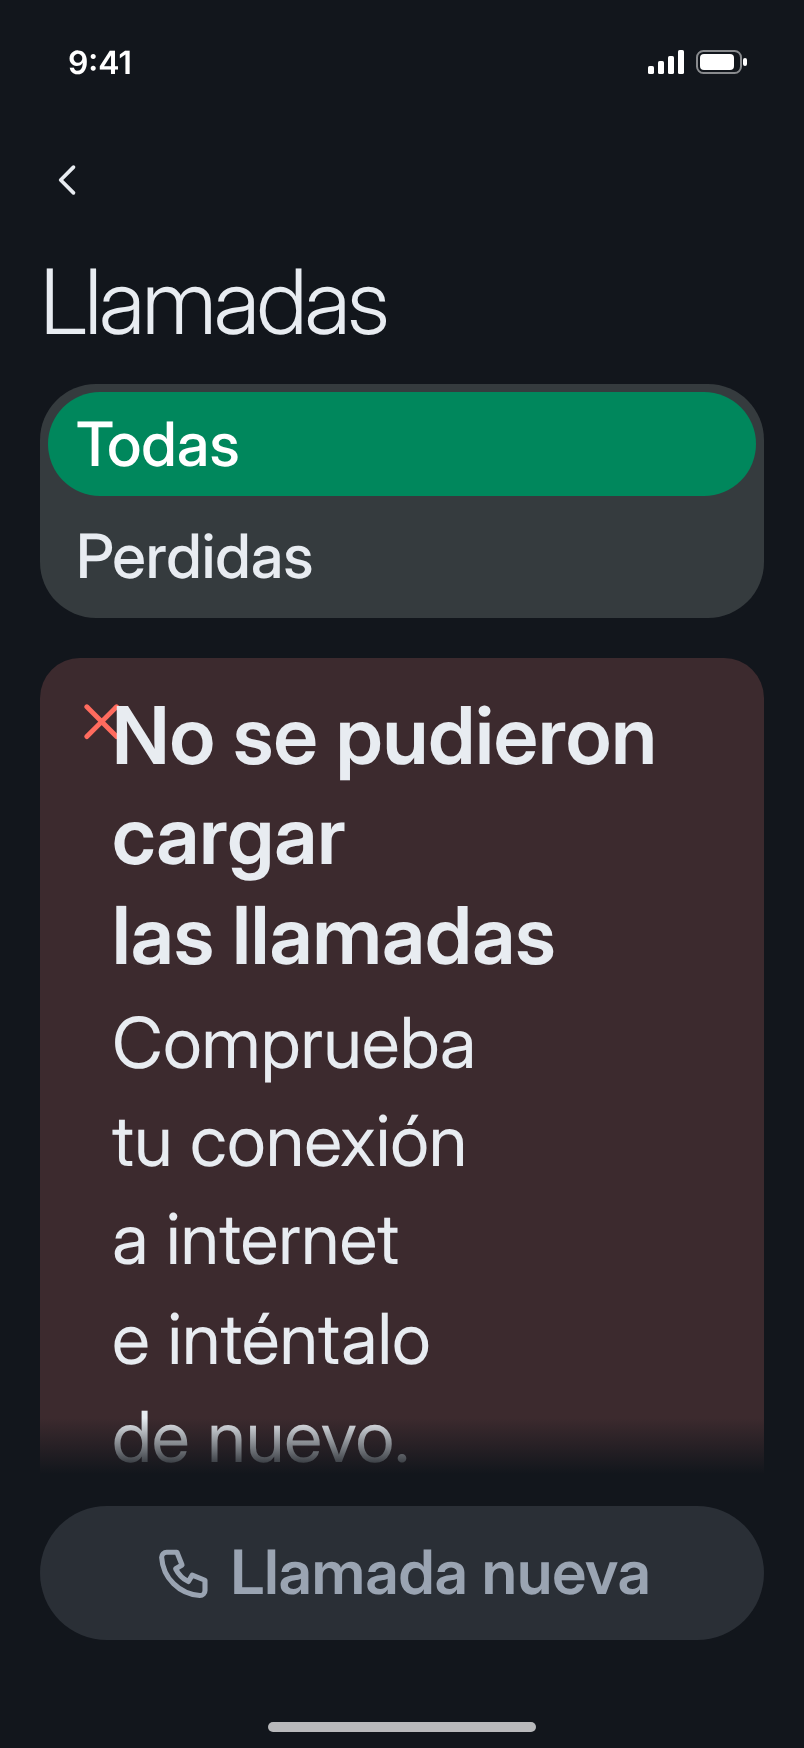 9:41
Llamadas
Todas
Perdidas
No se pudieron
cargar
las llamadas
Comprueba
tu conexión
a internet
e inténtalo
de nuevo.
Llamada nueva